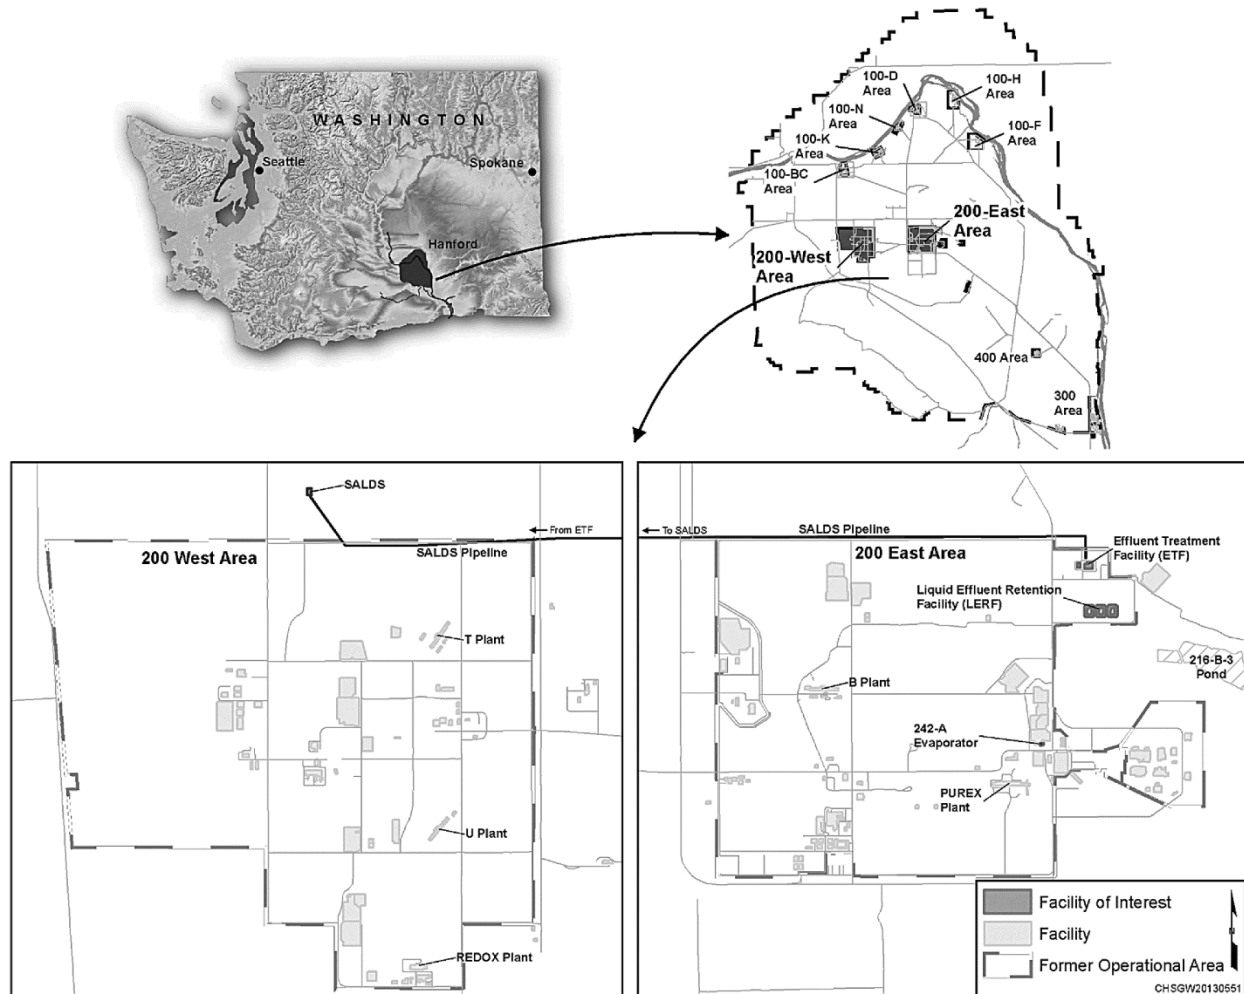 WASHINGTON
Seattle
Spokane
Hanford
100-D
Area
100-H
Area
100-N
Area
100-F
Area
100-K
Area
100-BC
Area
200-East
Area
200-West
Area
400 Area
300
Area
SALDS
From ETF
SALDS Pipeline
200 West Area
T Plant
U Plant
REDOX Plant
To SALDS
SALDS Pipeline
200 East Area
Effluent Treatment
Facility (ETF)
Liquid Effluent Retention
Facility (LERF)
216-B-3
Pond
B Plant
242-A
Evaporator
PUREX
Plant
Facility of Interest
Facility
Former Operational Area
CHSGW20130551